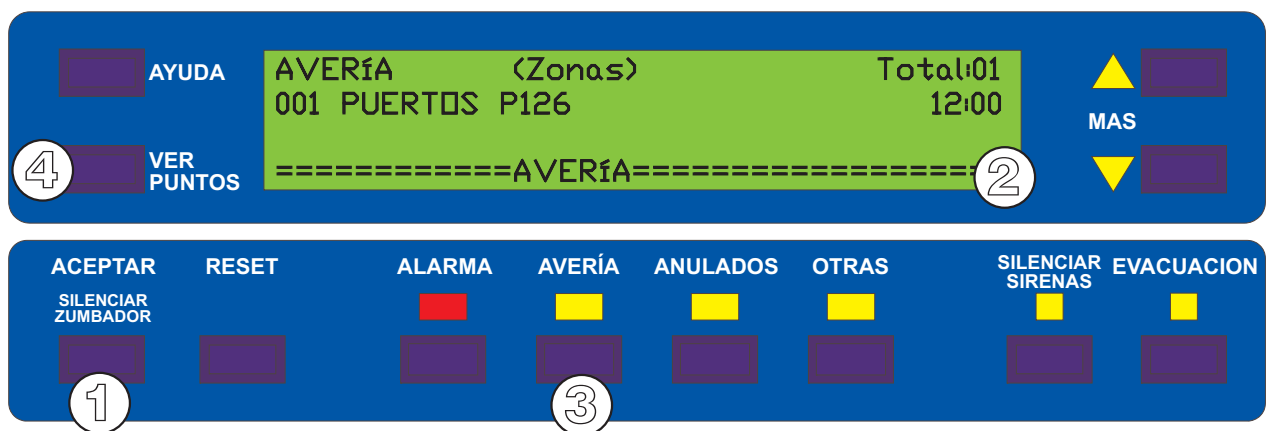 AYUDA
AVERíA (Zonas) Total:01
001 PUERTOS P126 12:00
MAS
4
VER
PUNTOS
============AVERíA==================
2
ACEPTAR RESET ALARMA AVERÍA ANULADOS OTRAS SILENCIAR SIRENAS EVACUACION
SILENCIAR
ZUMBADOR
1
3